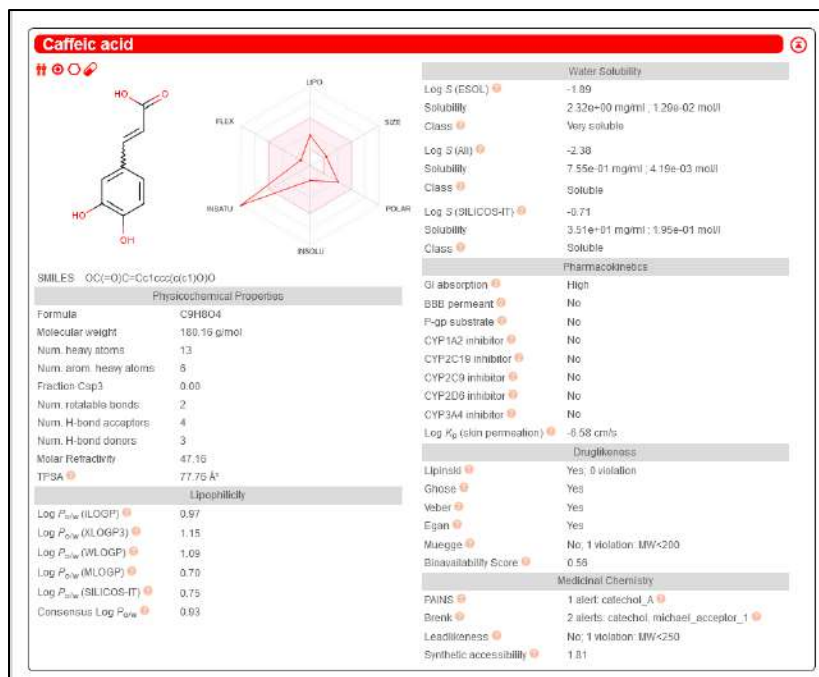 Caffeic acid
HO
O
HO
OH
LIPO
FLEX
SIZE
INSATU
POLAR
INSOLU
SMILES OC(=O)C=Cc1ccc(c(c1)O)O
Physicochemical Properties
Formula C9H8O4
Molecular weight 180.16 g/mol
Num. heavy atoms 13
Num. arom. heavy atoms 6
Fraction Csp3 0.00
Num. rotatable bonds 2
Num. H-bond acceptors 4
Num. H-bond donors 3
Molar Refractivity 47.16
TPSA 77.76 Å²
Lipophilicity
Log Po/w (iLOGP) 0.97
Log Po/w (XLOGP3) 1.15
Log Po/w (WLOGP) 1.09
Log Po/w (MLOGP) 0.70
Log Po/w (SILICOS-IT) 0.75
Consensus Log Po/w 0.93
Water Solubility
Log S (ESOL) -1.89
Solubility 2.32e+00 mg/ml ; 1.29e-02 mol/l
Class Very soluble
Log S (Ali) -2.38
Solubility 7.55e-01 mg/ml ; 4.19e-03 mol/l
Class Soluble
Log S (SILICOS-IT) -0.71
Solubility 3.51e+01 mg/ml ; 1.95e-01 mol/l
Class Soluble
Pharmacokinetics
GI absorption High
BBB permeant No
P-gp substrate No
CYP1A2 inhibitor No
CYP2C19 inhibitor No
CYP2C9 inhibitor No
CYP2D6 inhibitor No
CYP3A4 inhibitor No
Log Kp (skin permeation) -6.58 cm/s
Druglikeness
Lipinski Yes; 0 violation
Ghose Yes
Veber Yes
Egan Yes
Muegge No; 1 violation: MW<200
Bioavailability Score 0.56
Medicinal Chemistry
PAINS 1 alert: catechol_A
Brenk 2 alerts: catechol, michael_acceptor_1
Leadlikeness No; 1 violation: MW<250
Synthetic accessibility 1.81